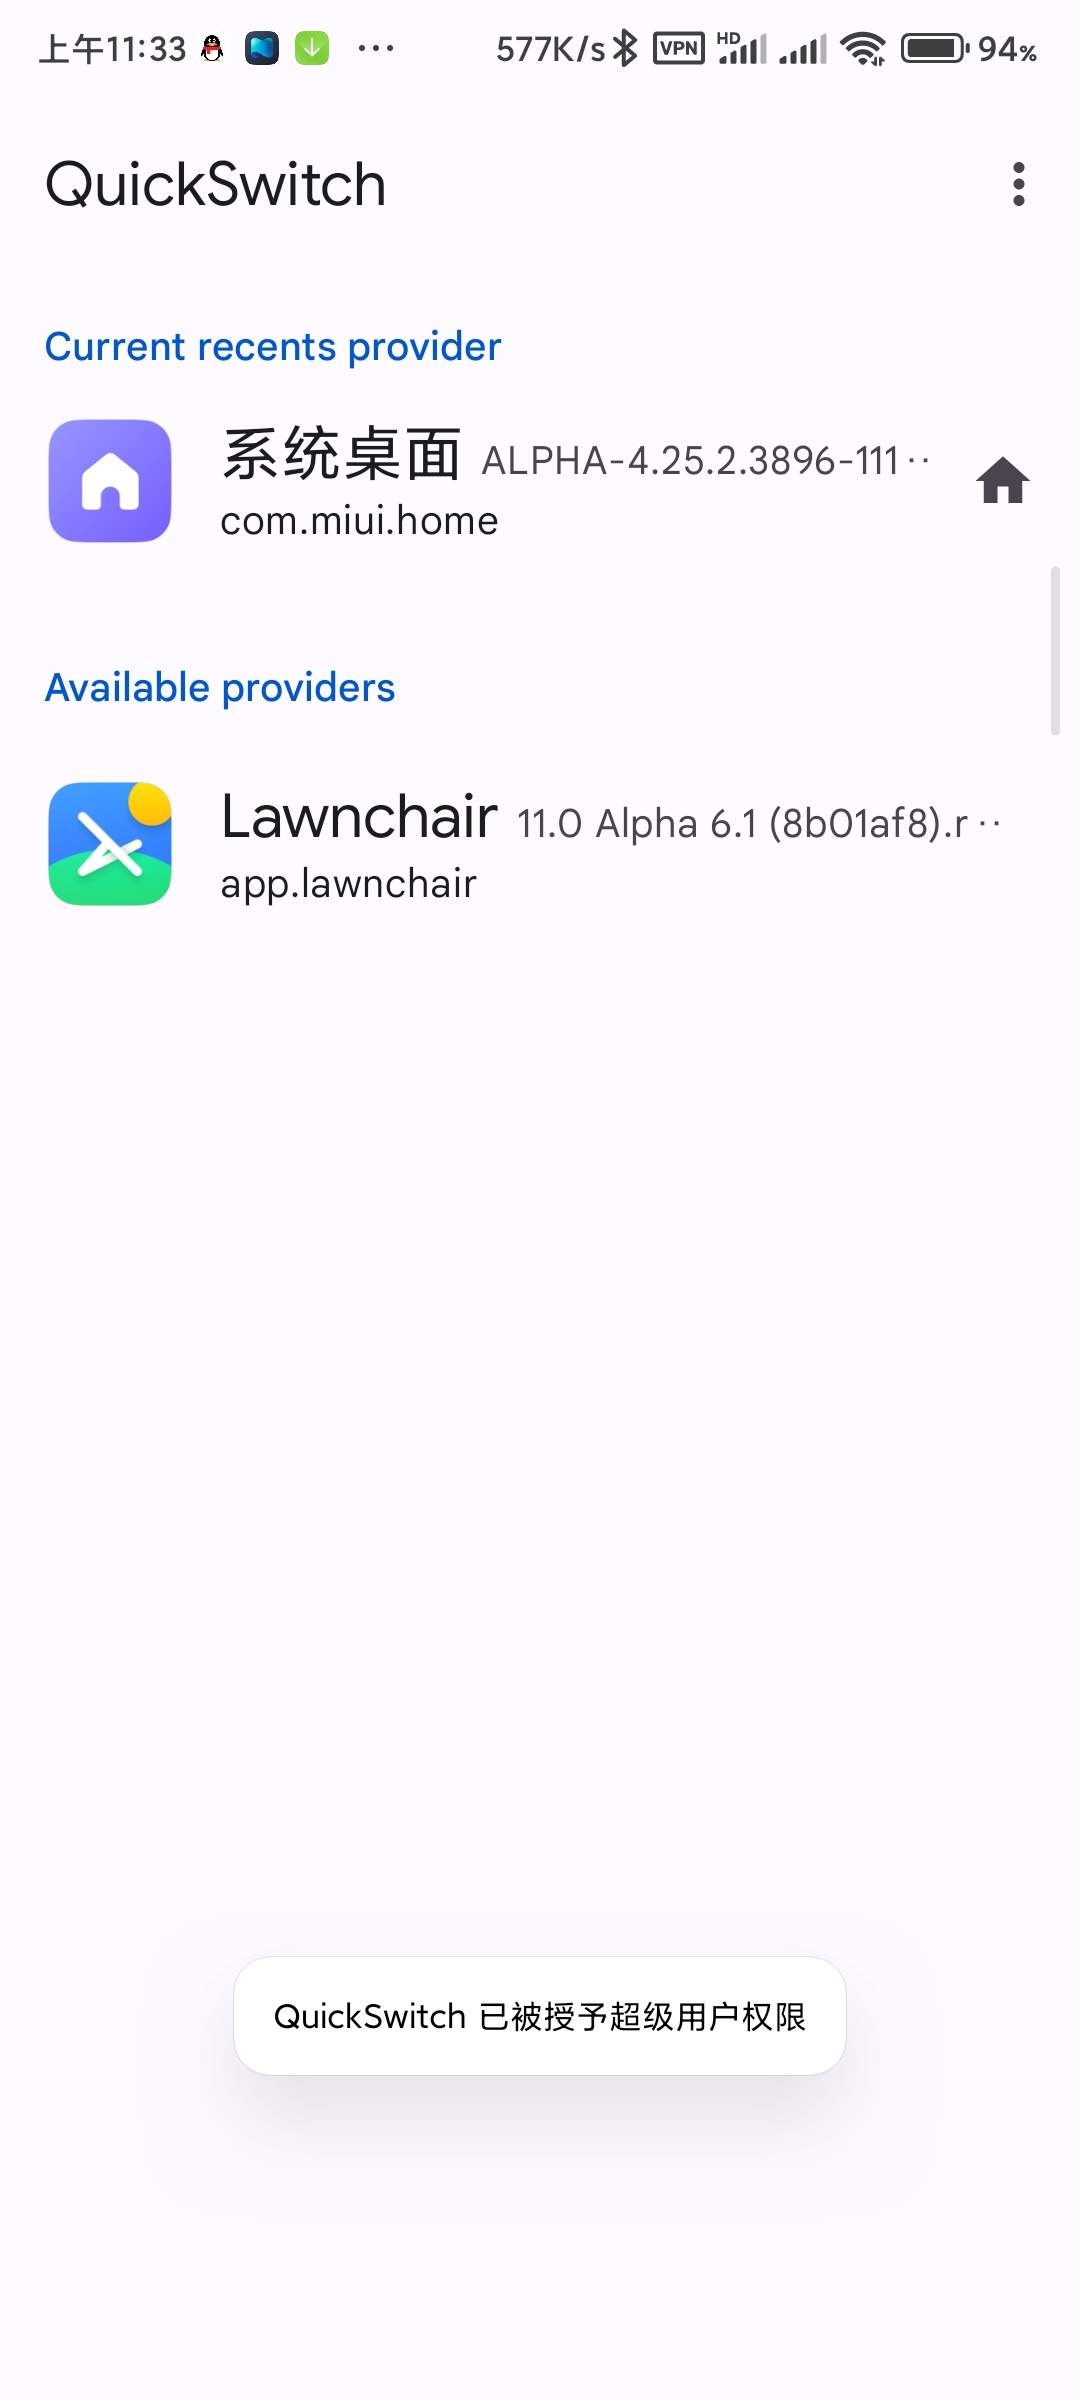 上午11:33 ··· 577K/s VPN HD 94%
QuickSwitch
Current recents provider
系统桌面 ALPHA-4.25.2.3896-111··
com.miui.home
Available providers
Lawnchair 11.0 Alpha 6.1 (8b01af8).r··
app.lawnchair
QuickSwitch 已被授予超级用户权限